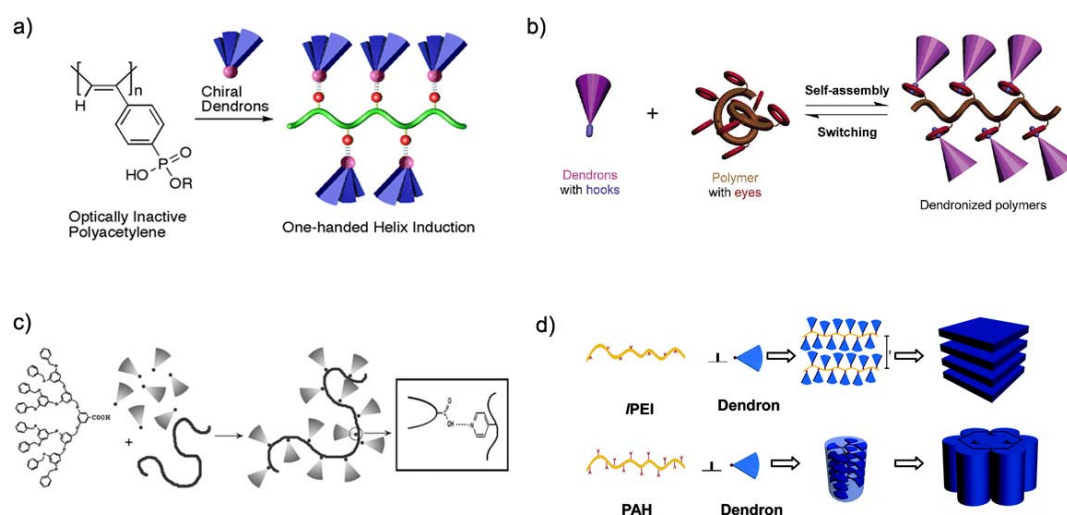 a)
Chiral
Dendrons
n
H
P
O
HO
OR
Optically Inactive
Polyacetylene
One-handed Helix Induction
b)
+
Self-assembly
Switching
Dendrons
with hooks
Polymer
with eyes
Dendronized polymers
c)
COOH
+
O
OH
N
d)
lPEI
Dendron
PAH
Dendron